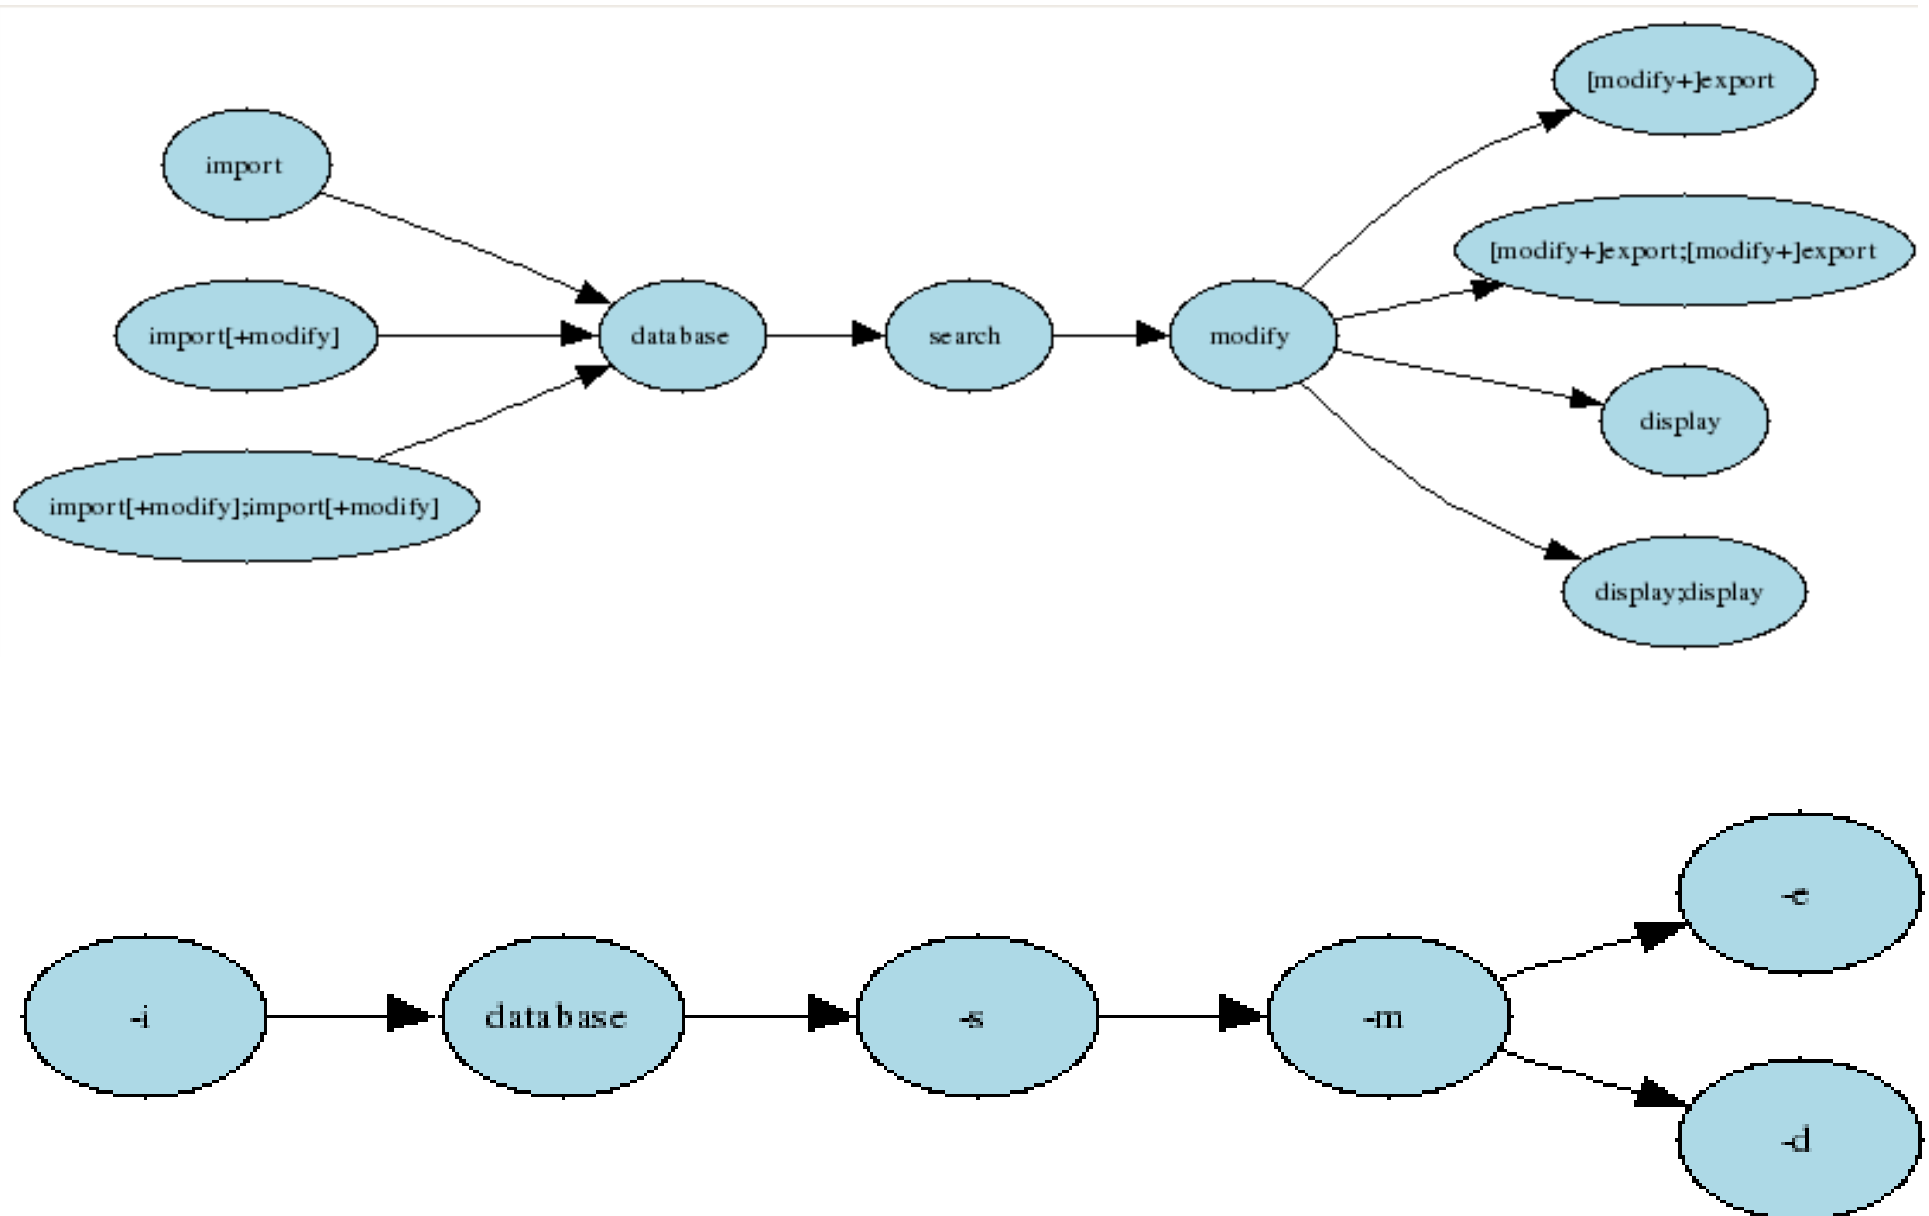 [modify+]export
import
[modify+]export;[modify+]export
import[+modify]
database
search
modify
display
import[+modify];import[+modify]
display;display
-e
-i
database
-s
-m
-d